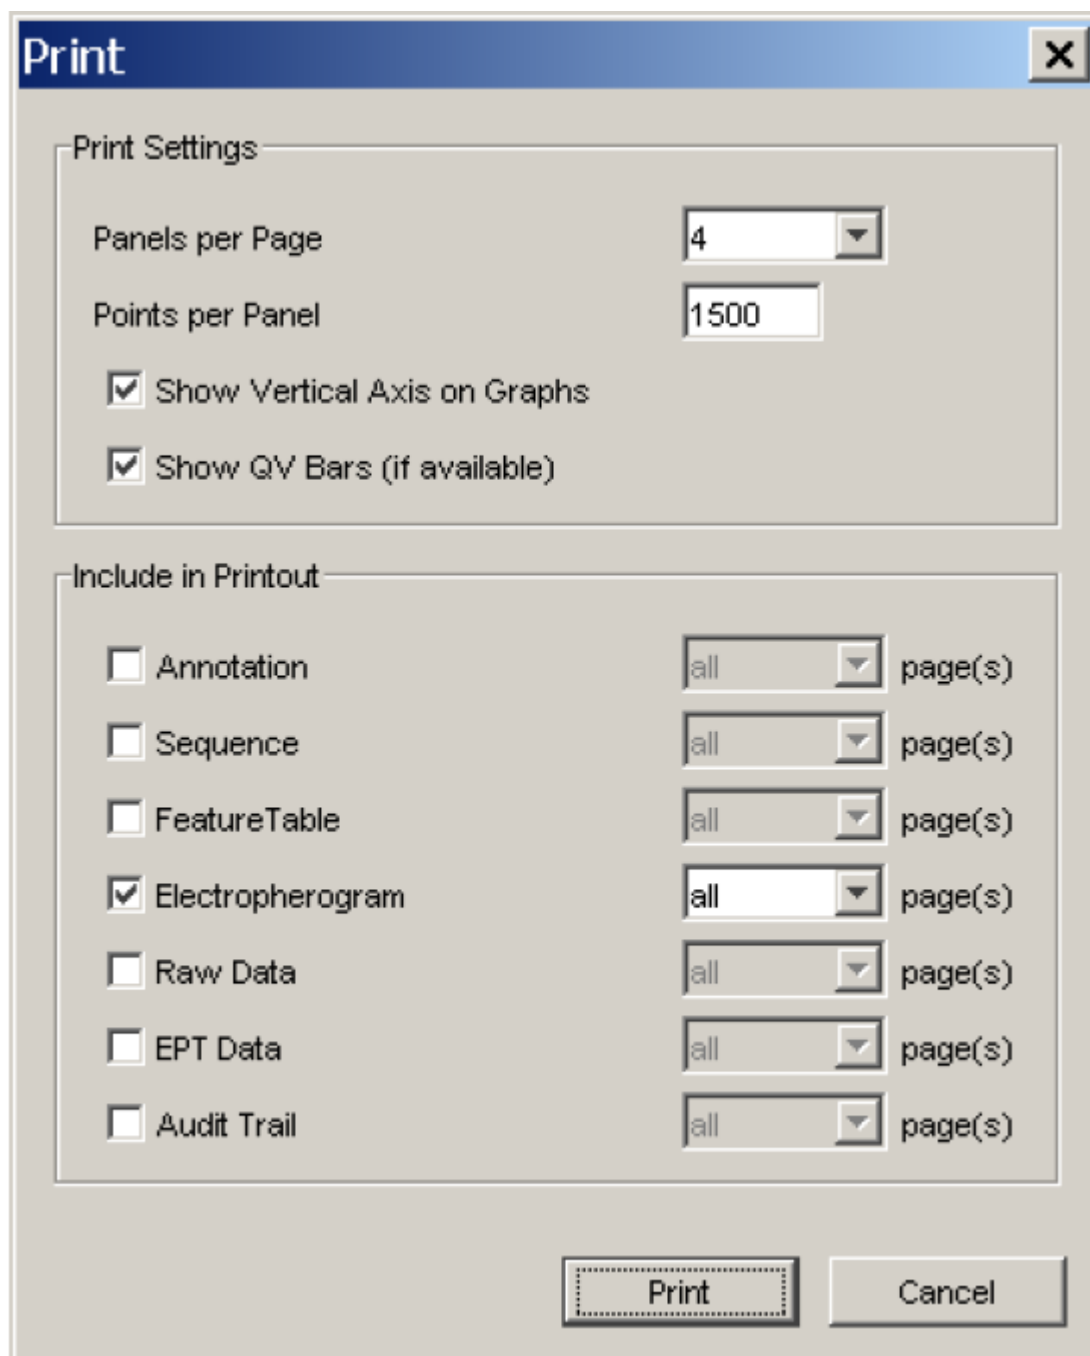 Print
Print Settings
Panels per Page 4
Points per Panel 1500
Show Vertical Axis on Graphs
Show QV Bars (if available)
Include in Printout
Annotation all page(s)
Sequence all page(s)
FeatureTable all page(s)
Electropherogram all page(s)
Raw Data all page(s)
EPT Data all page(s)
Audit Trail all page(s)
Print Cancel